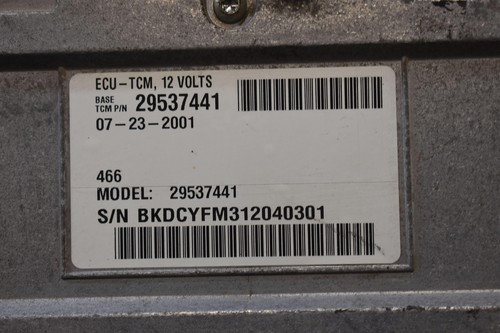 ECU-TCM, 12 VOLTS
BASE
TCM P/N 29537441
07-23-2001
466
MODEL: 29537441
S/N BKDCYFM312040301